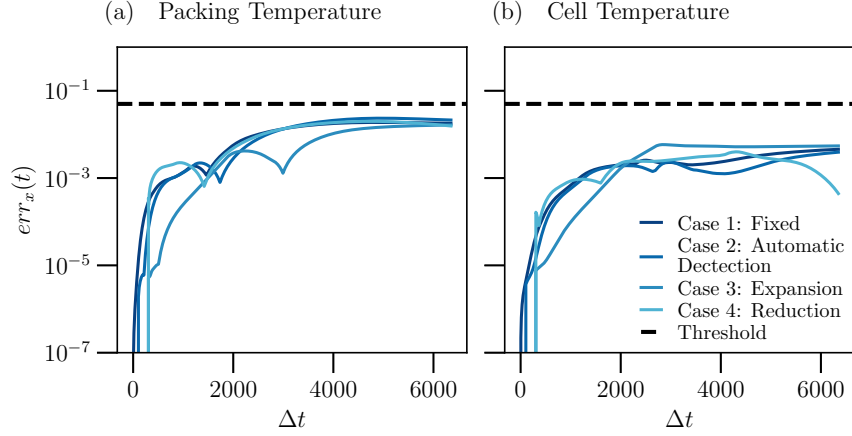 (a) Packing Temperature
(b) Cell Temperature
err_x(t)
10^-1
10^-3
10^-5
10^-7
0 2000 4000 6000
Δt
0 2000 4000 6000
Δt
Case 1: Fixed
Case 2: Automatic
Dectection
Case 3: Expansion
Case 4: Reduction
Threshold